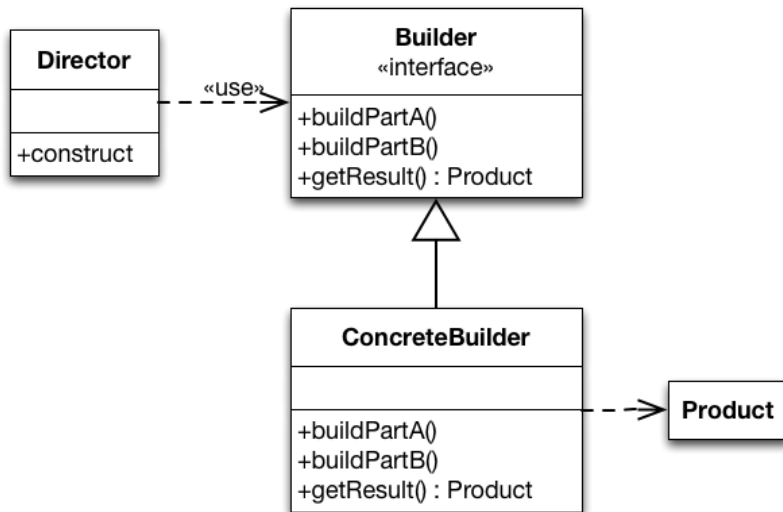 Director
+construct
«use»
Builder
«interface»
+buildPartA()
+buildPartB()
+getResult() : Product
ConcreteBuilder
+buildPartA()
+buildPartB()
+getResult() : Product
Product